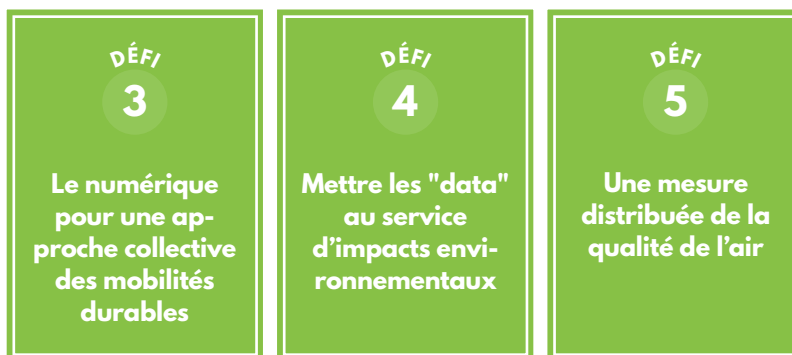 DÉFI
3
Le numérique
pour une ap-
proche collective
des mobilités
durables
DÉFI
4
Mettre les "data"
au service
d’impacts envi-
ronnementaux
DÉFI
5
Une mesure
distribuée de la
qualité de l’air